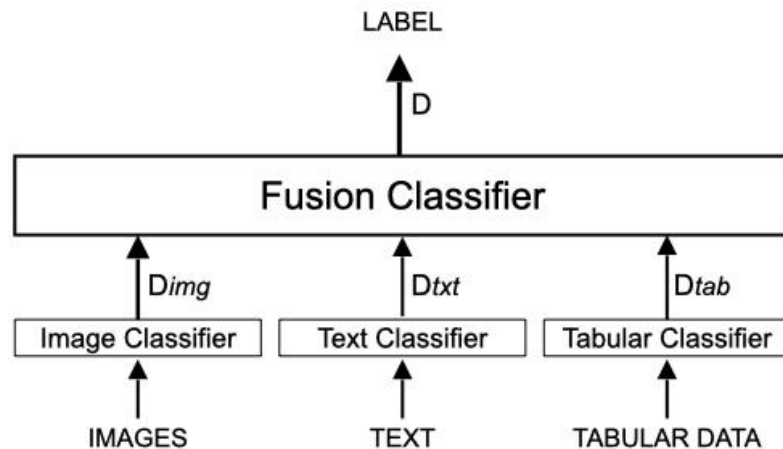 LABEL
D
Fusion Classifier
Dimg Dtxt Dtab
Image Classifier Text Classifier Tabular Classifier
IMAGES TEXT TABULAR DATA